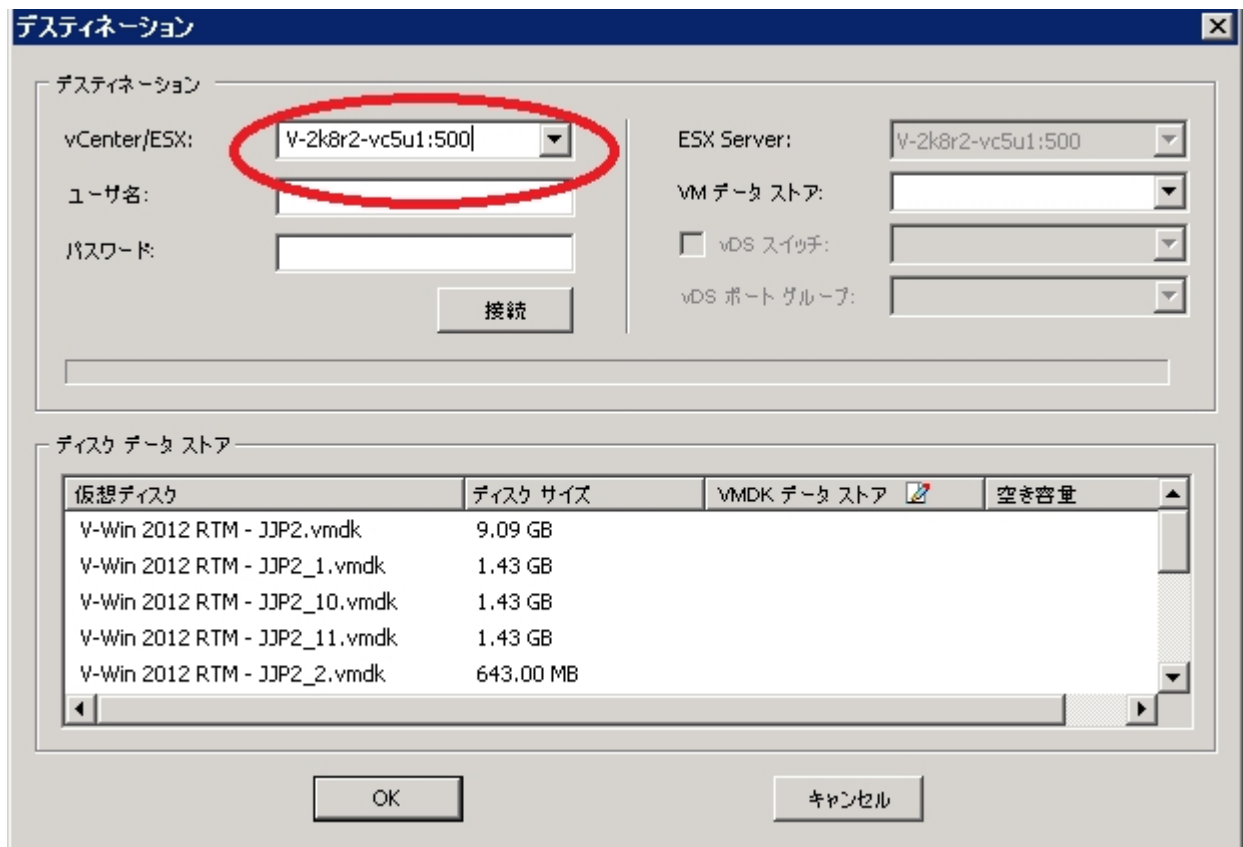 デスティネーション
デスティネーション
vCenter/ESX: V-2k8r2-vc5u1:500
ユーザ名:
パスワード:
接続
ESX Server: V-2k8r2-vc5u1:500
VM データ ストア:
vDS スイッチ:
vDS ポート グループ:
ディスク データ ストア
仮想ディスク ディスク サイズ VMDK データ ストア 空き容量
V-Win 2012 RTM - JJP2.vmdk 9.09 GB
V-Win 2012 RTM - JJP2_1.vmdk 1.43 GB
V-Win 2012 RTM - JJP2_10.vmdk 1.43 GB
V-Win 2012 RTM - JJP2_11.vmdk 1.43 GB
V-Win 2012 RTM - JJP2_2.vmdk 643.00 MB
OK キャンセル